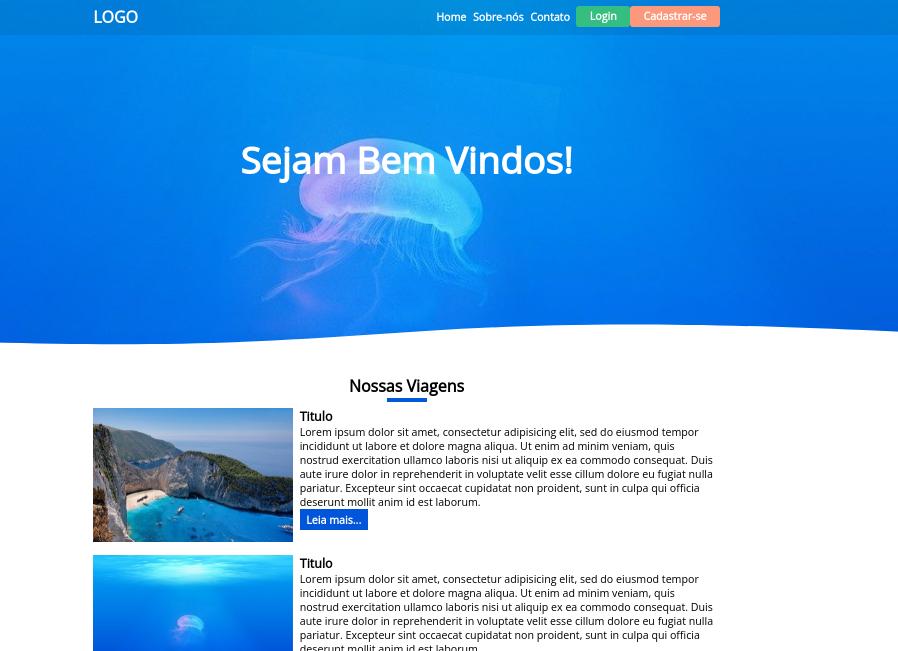 LOGO
Home Sobre-nós Contato Login Cadastrar-se
Sejam Bem Vindos!
Nossas Viagens
Titulo
Lorem ipsum dolor sit amet, consectetur adipisicing elit, sed do eiusmod tempor
incididunt ut labore et dolore magna aliqua. Ut enim ad minim veniam, quis
nostrud exercitation ullamco laboris nisi ut aliquip ex ea commodo consequat. Duis
aute irure dolor in reprehenderit in voluptate velit esse cillum dolore eu fugiat nulla
pariatur. Excepteur sint occaecat cupidatat non proident, sunt in culpa qui officia
deserunt mollit anim id est laborum.
Leia mais...
Titulo
Lorem ipsum dolor sit amet, consectetur adipisicing elit, sed do eiusmod tempor
incididunt ut labore et dolore magna aliqua. Ut enim ad minim veniam, quis
nostrud exercitation ullamco laboris nisi ut aliquip ex ea commodo consequat. Duis
aute irure dolor in reprehenderit in voluptate velit esse cillum dolore eu fugiat nulla
pariatur. Excepteur sint occaecat cupidatat non proident, sunt in culpa qui officia
deserunt mollit anim id est laborum.